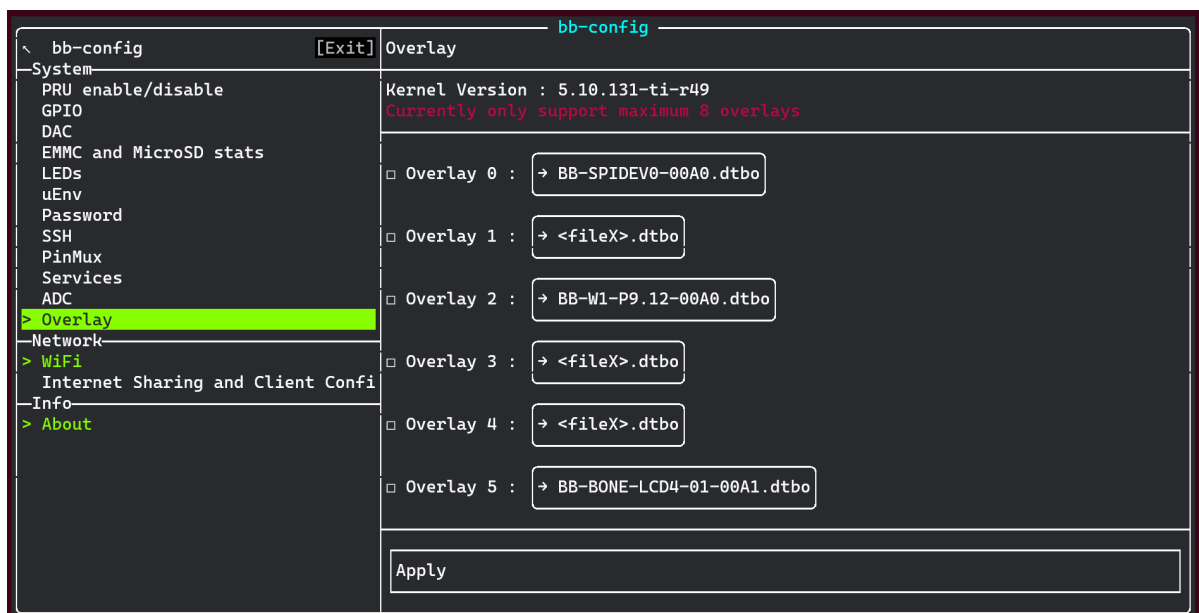 bb-config
↖ bb-config [Exit]
System
PRU enable/disable
GPIO
DAC
EMMC and MicroSD stats
LEDs
uEnv
Password
SSH
PinMux
Services
ADC
> Overlay
Network
> WiFi
Internet Sharing and Client Confi
Info
> About
Overlay
Kernel Version : 5.10.131-ti-r49
Currently only support maximum 8 overlays
□ Overlay 0 : → BB-SPIDEV0-00A0.dtbo
□ Overlay 1 : → <fileX>.dtbo
□ Overlay 2 : → BB-W1-P9.12-00A0.dtbo
□ Overlay 3 : → <fileX>.dtbo
□ Overlay 4 : → <fileX>.dtbo
□ Overlay 5 : → BB-BONE-LCD4-01-00A1.dtbo
Apply